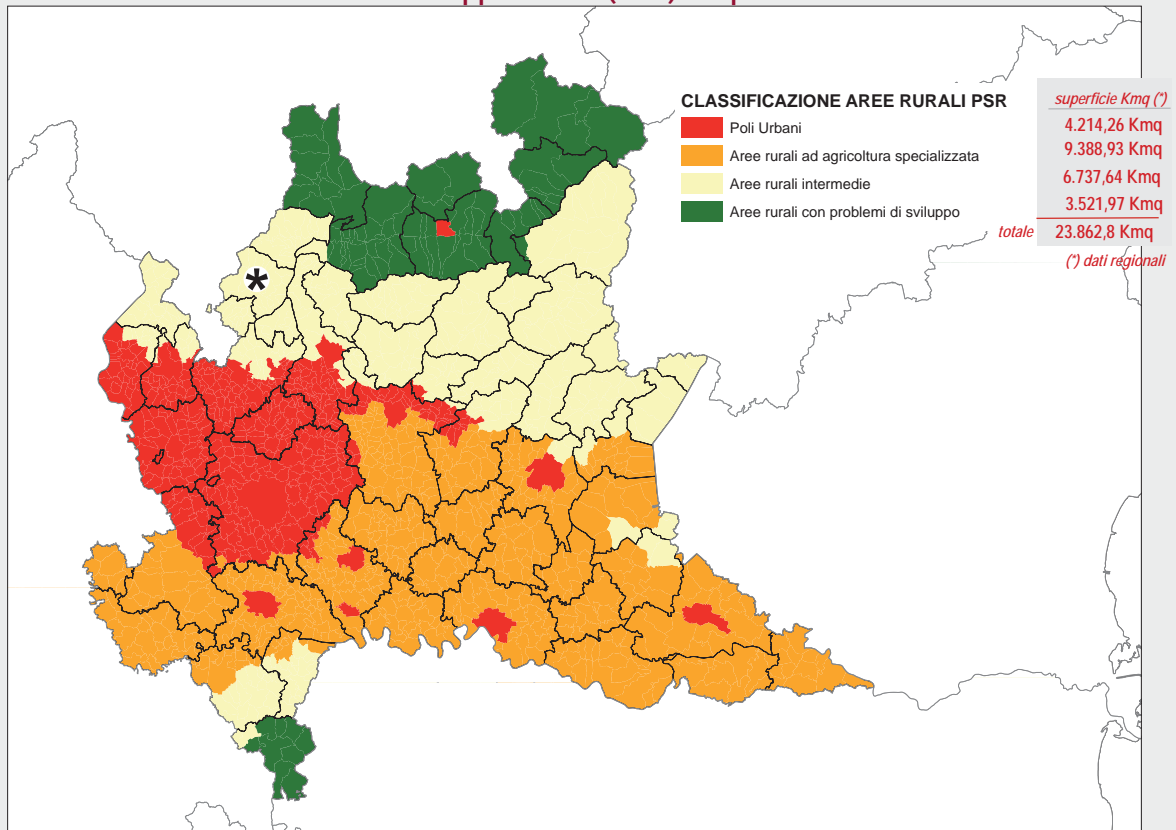 CLASSIFICAZIONE AREE RURALI PSR
Poli Urbani
Aree rurali ad agricoltura specializzata
Aree rurali intermedie
Aree rurali con problemi di sviluppo
superficie Kmq (*)
4.214,26 Kmq
9.388,93 Kmq
6.737,64 Kmq
3.521,97 Kmq
totale 23.862,8 Kmq
(*) dati regionali
*